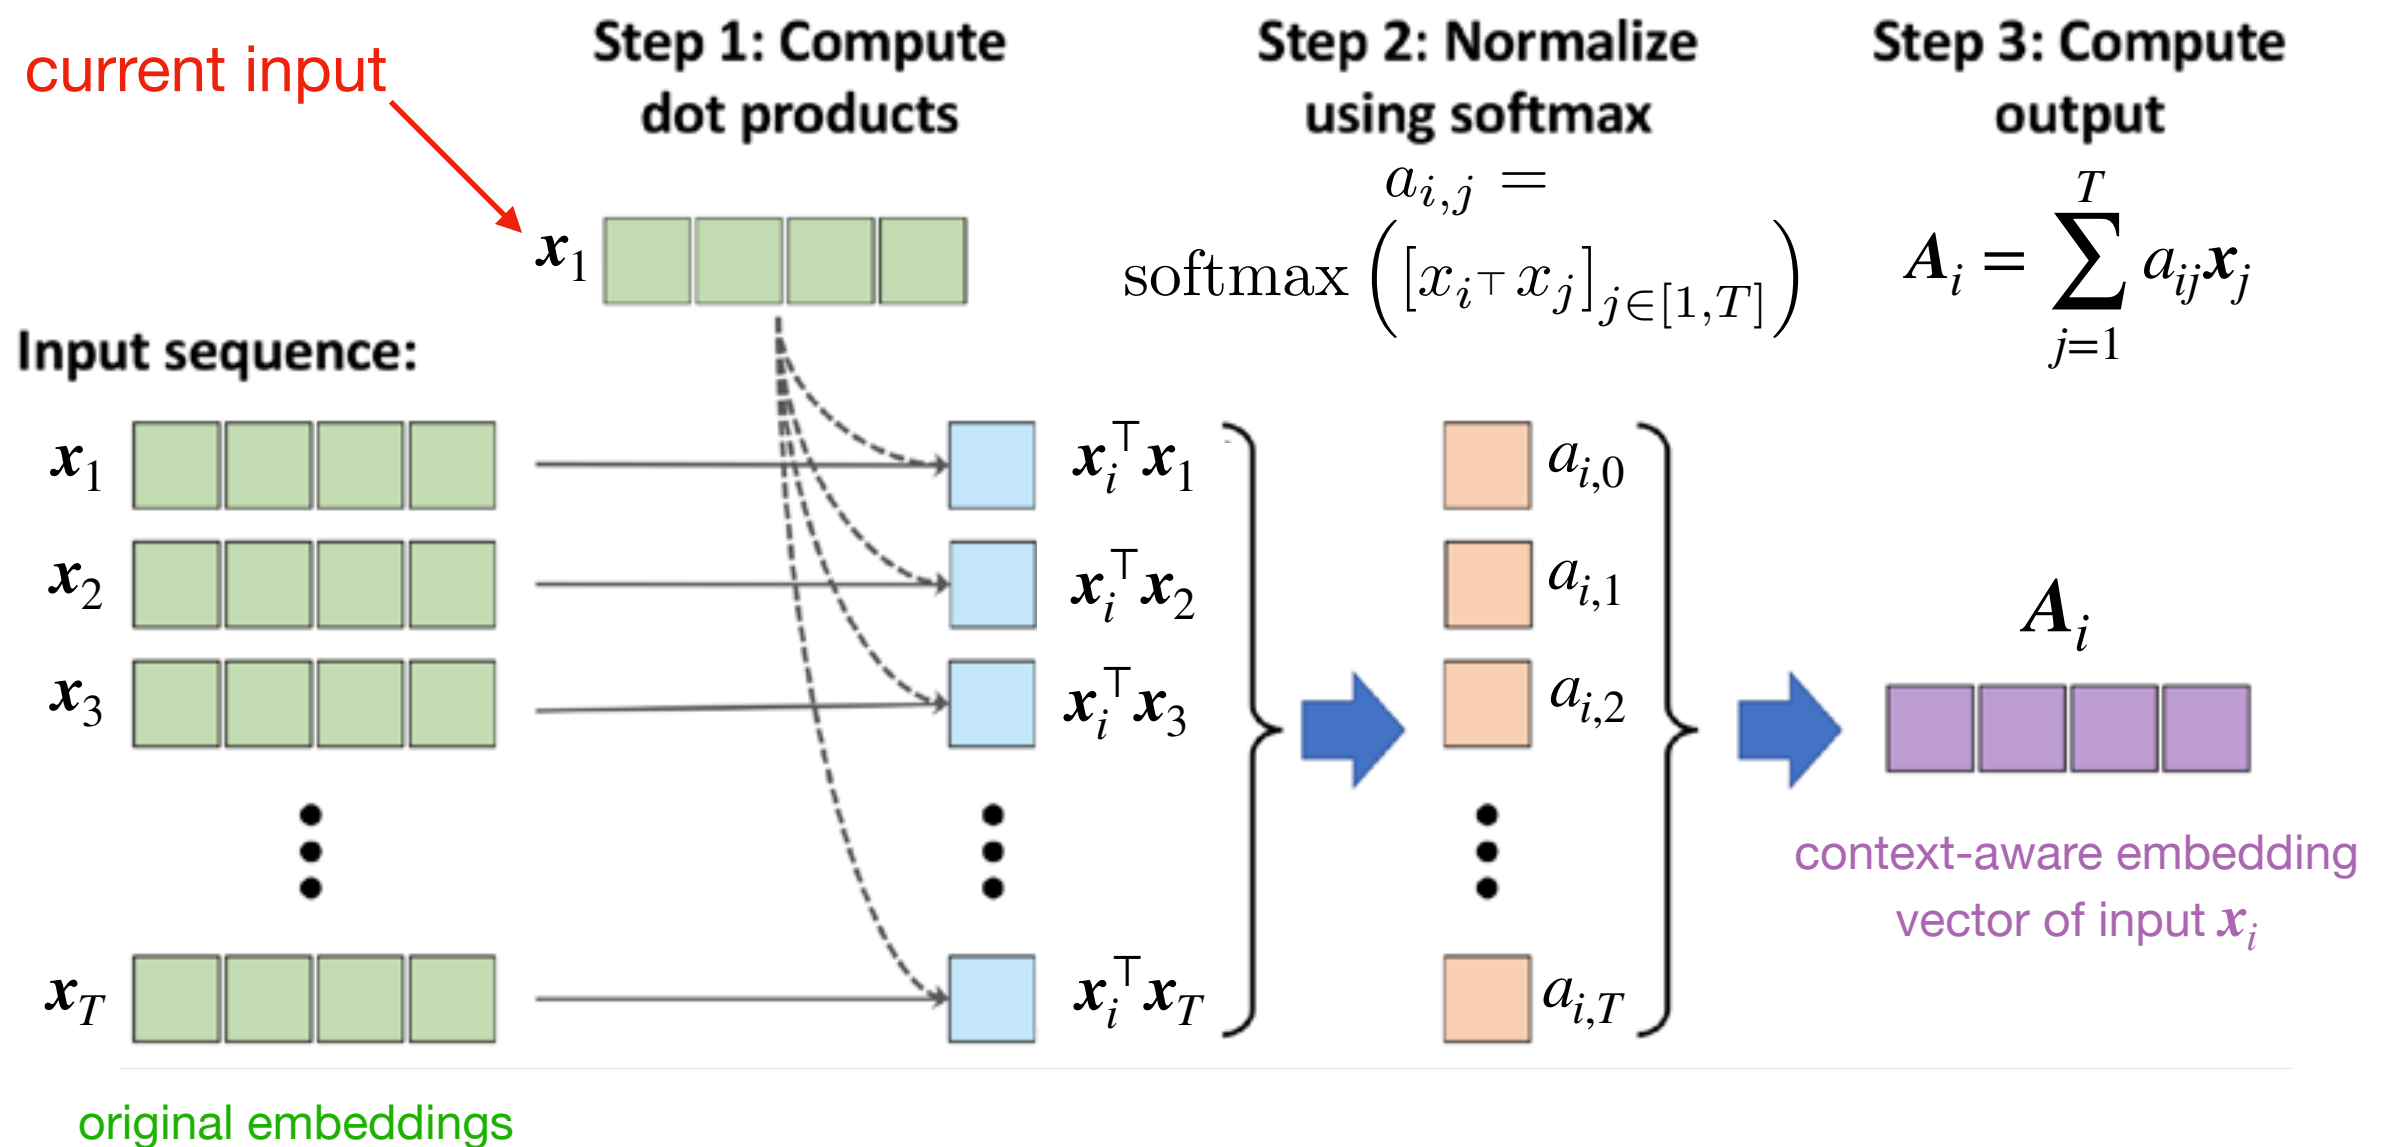 current input
Step 1: Compute
dot products
Step 2: Normalize
using softmax
Step 3: Compute
output
a_{i,j} =
softmax ([x_{i^⊤} x_j]_{j∈[1,T]})
A_i = \sum_{j=1}^{T} a_{ij} x_j
x_1
Input sequence:
x_1
x_i^⊤ x_1
a_{i,0}
x_2
x_i^⊤ x_2
a_{i,1}
x_3
x_i^⊤ x_3
a_{i,2}
A_i
context-aware embedding
vector of input x_i
x_T
x_i^⊤ x_T
a_{i,T}
original embeddings